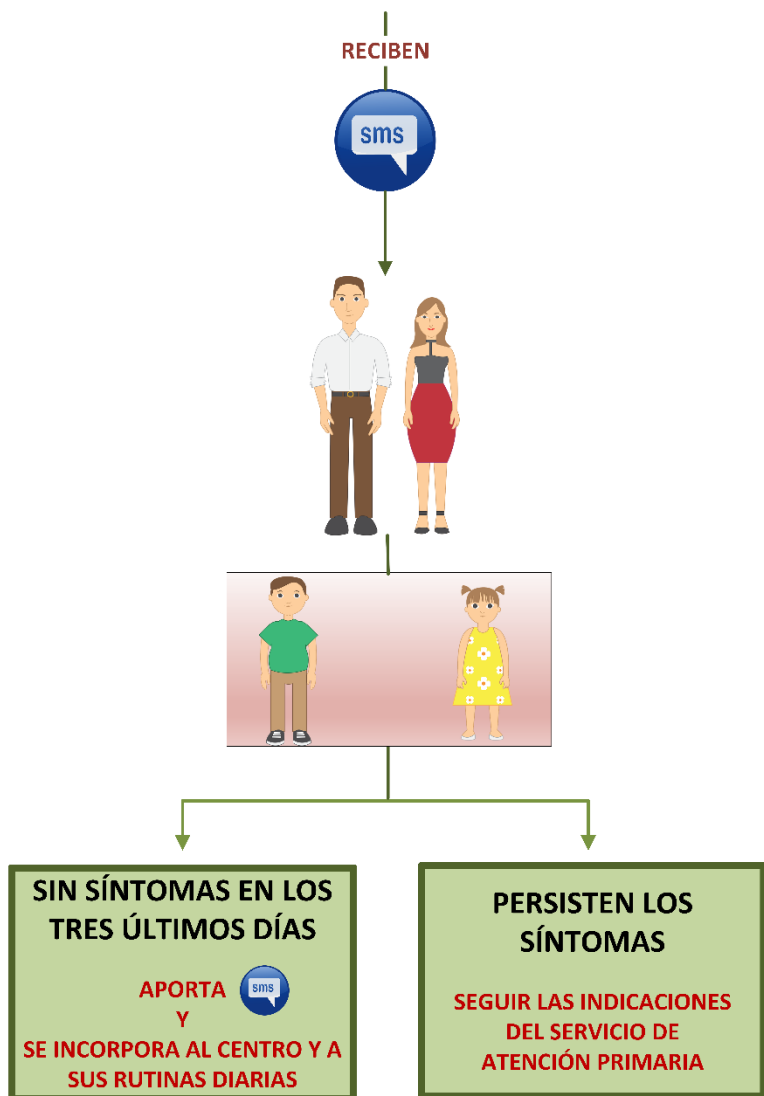 RECIBEN
sms
SIN SÍNTOMAS EN LOS
TRES ÚLTIMOS DÍAS
APORTA sms
Y
SE INCORPORA AL CENTRO Y A
SUS RUTINAS DIARIAS
PERSISTEN LOS
SÍNTOMAS
SEGUIR LAS INDICACIONES
DEL SERVICIO DE
ATENCIÓN PRIMARIA